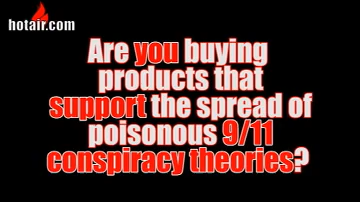 hotair.com
Are you buying
products that
support the spread of
poisonous 9/11
conspiracy theories?